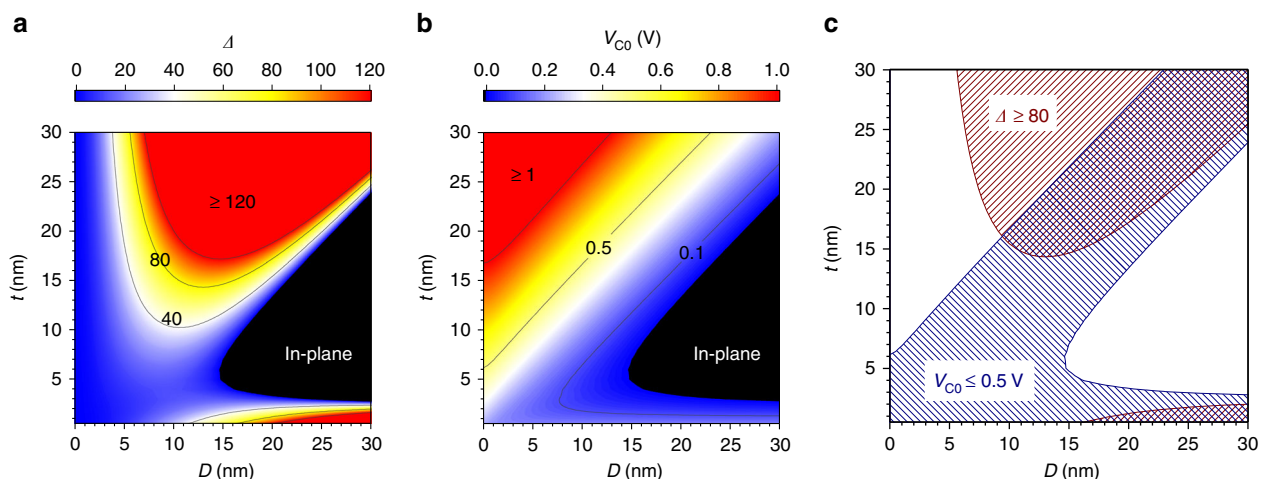 a
Δ
0 20 40 60 80 100 120
30
25
20
15
10
5
t (nm)
≥ 120
80
40
In-plane
0 5 10 15 20 25 30
D (nm)
b
V_C0 (V)
0.0 0.2 0.4 0.6 0.8 1.0
30
25
20
15
10
5
t (nm)
≥ 1
0.5
0.1
In-plane
0 5 10 15 20 25 30
D (nm)
c
30
25
20
15
10
5
t (nm)
Δ ≥ 80
V_C0 ≤ 0.5 V
0 5 10 15 20 25 30
D (nm)